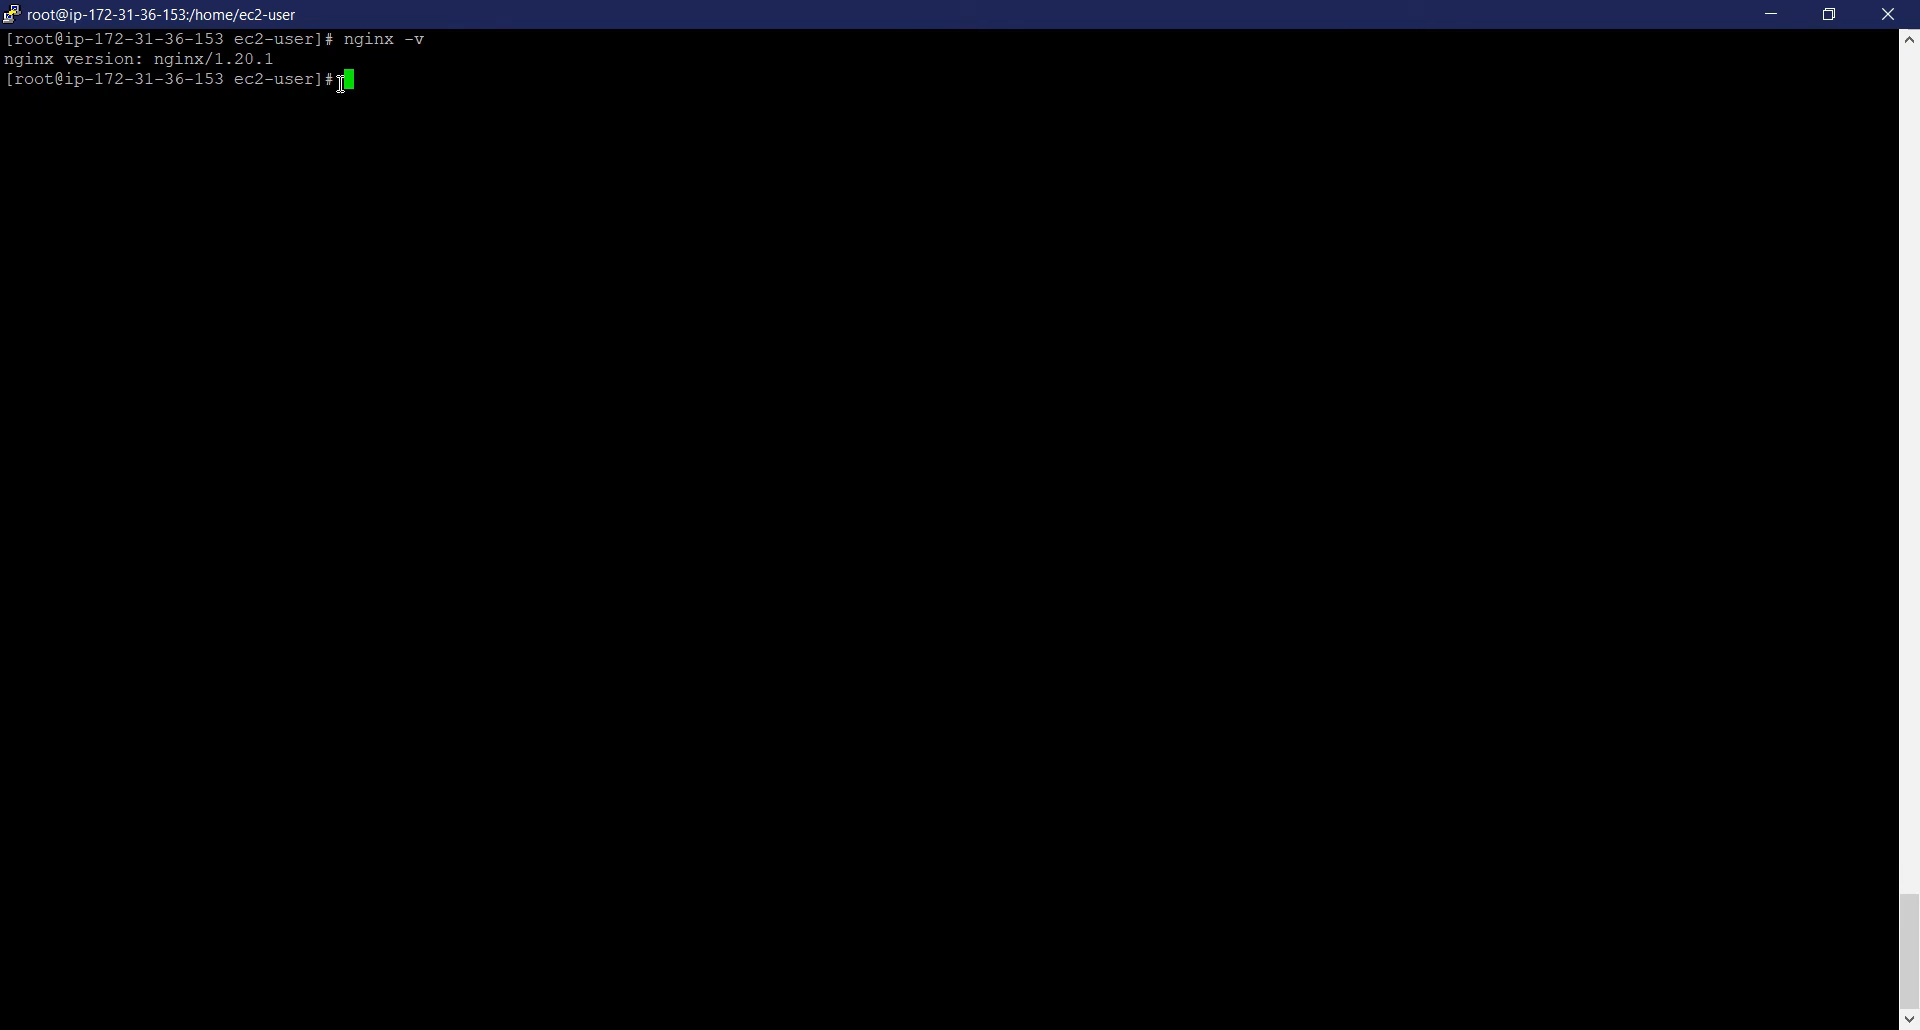 root@ip-172-31-36-153:/home/ec2-user
[root@ip-172-31-36-153 ec2-user]# nginx -v
nginx version: nginx/1.20.1
[root@ip-172-31-36-153 ec2-user]#